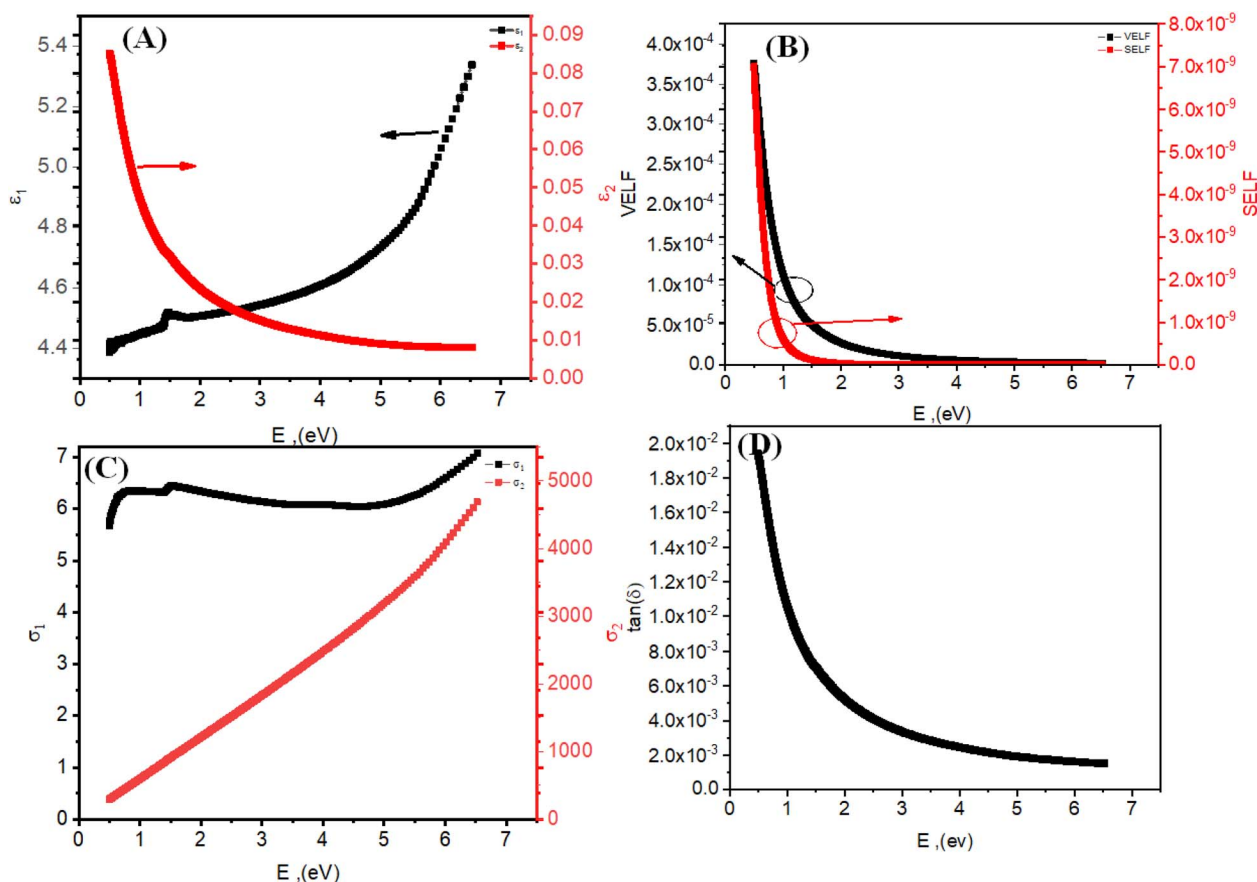 (A)
ε₁
ε₂
5.4
5.2
5.0
4.8
4.6
4.4
ε₁
0.09
0.08
0.07
0.06
0.05
0.04
0.03
0.02
0.01
0.00
ε₂
0 1 2 3 4 5 6 7
E ,(eV)
(B)
VELF
SELF
4.0x10⁻⁴
3.5x10⁻⁴
3.0x10⁻⁴
2.5x10⁻⁴
2.0x10⁻⁴
1.5x10⁻⁴
1.0x10⁻⁴
5.0x10⁻⁵
0.0
VELF
8.0x10⁻⁹
7.0x10⁻⁹
6.0x10⁻⁹
5.0x10⁻⁹
4.0x10⁻⁹
3.0x10⁻⁹
2.0x10⁻⁹
1.0x10⁻⁹
0.0
SELF
0 1 2 3 4 5 6 7
E ,(eV)
(C)
σ₁
σ₂
7
6
5
4
3
2
1
0
σ₁
5000
4000
3000
2000
1000
0
σ₂
0 1 2 3 4 5 6 7
E ,(eV)
(D)
2.0x10⁻²
1.8x10⁻²
1.6x10⁻²
1.4x10⁻²
1.2x10⁻²
1.0x10⁻²
8.0x10⁻³
6.0x10⁻³
4.0x10⁻³
2.0x10⁻³
0.0
tan(δ)
0 1 2 3 4 5 6 7
E ,(ev)